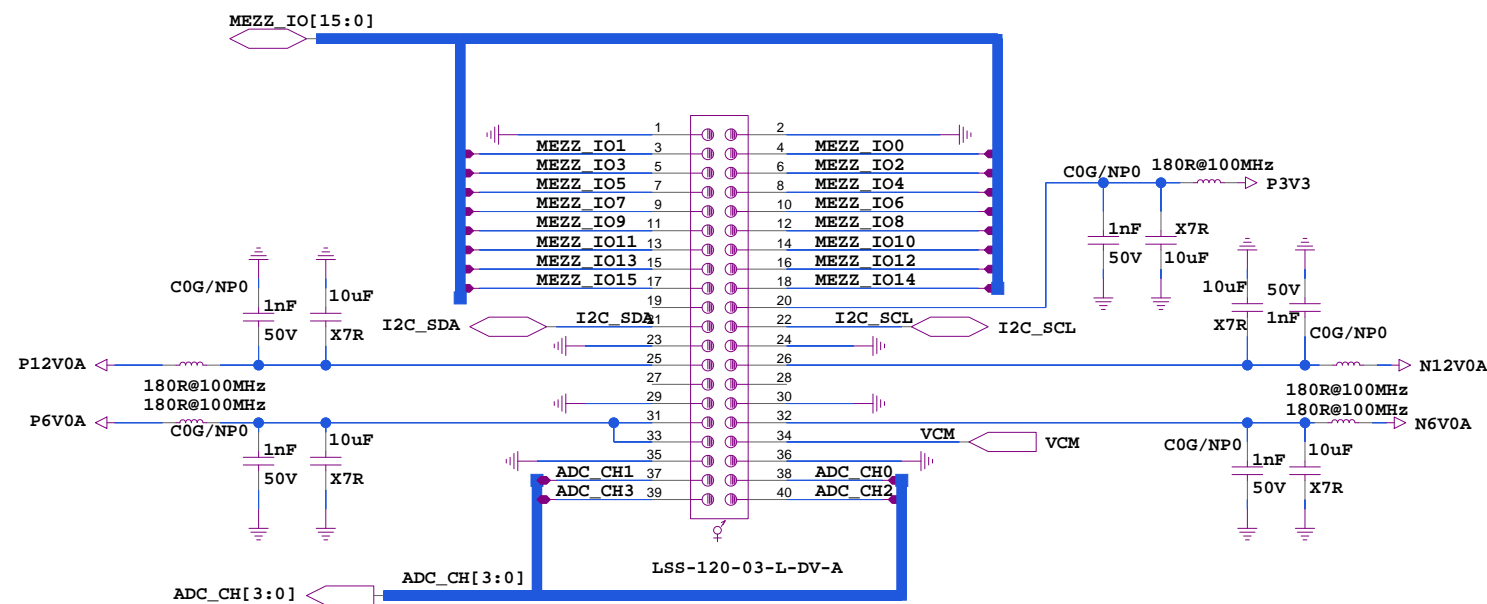 MEZZ_IO[15:0]
1 2
MEZZ_IO1 3 4 MEZZ_IO0
MEZZ_IO3 5 6 MEZZ_IO2
C0G/NP0 180R@100MHz
MEZZ_IO5 7 8 MEZZ_IO4 P3V3
MEZZ_IO7 9 10 MEZZ_IO6
MEZZ_IO9 11 12 MEZZ_IO8 1nF X7R
MEZZ_IO11 13 14 MEZZ_IO10 50V 10uF
MEZZ_IO13 15 16 MEZZ_IO12
C0G/NP0 10uF MEZZ_IO15 17 18 MEZZ_IO14 10uF 50V
1nF 19 20
I2C_SDA I2C_SDA 21 22 I2C_SCL I2C_SCL
50V X7R X7R 1nF C0G/NP0
23 24
P12V0A 25 26 N12V0A
180R@100MHz 27 28 180R@100MHz
180R@100MHz 29 30 180R@100MHz
P6V0A 31 32 N6V0A
C0G/NP0 10uF 33 34 VCM VCM C0G/NP0 10uF
1nF 35 36 1nF
50V X7R ADC_CH1 37 38 ADC_CH0 50V X7R
ADC_CH3 39 40 ADC_CH2
LSS-120-03-L-DV-A
ADC_CH[3:0]
ADC_CH[3:0]